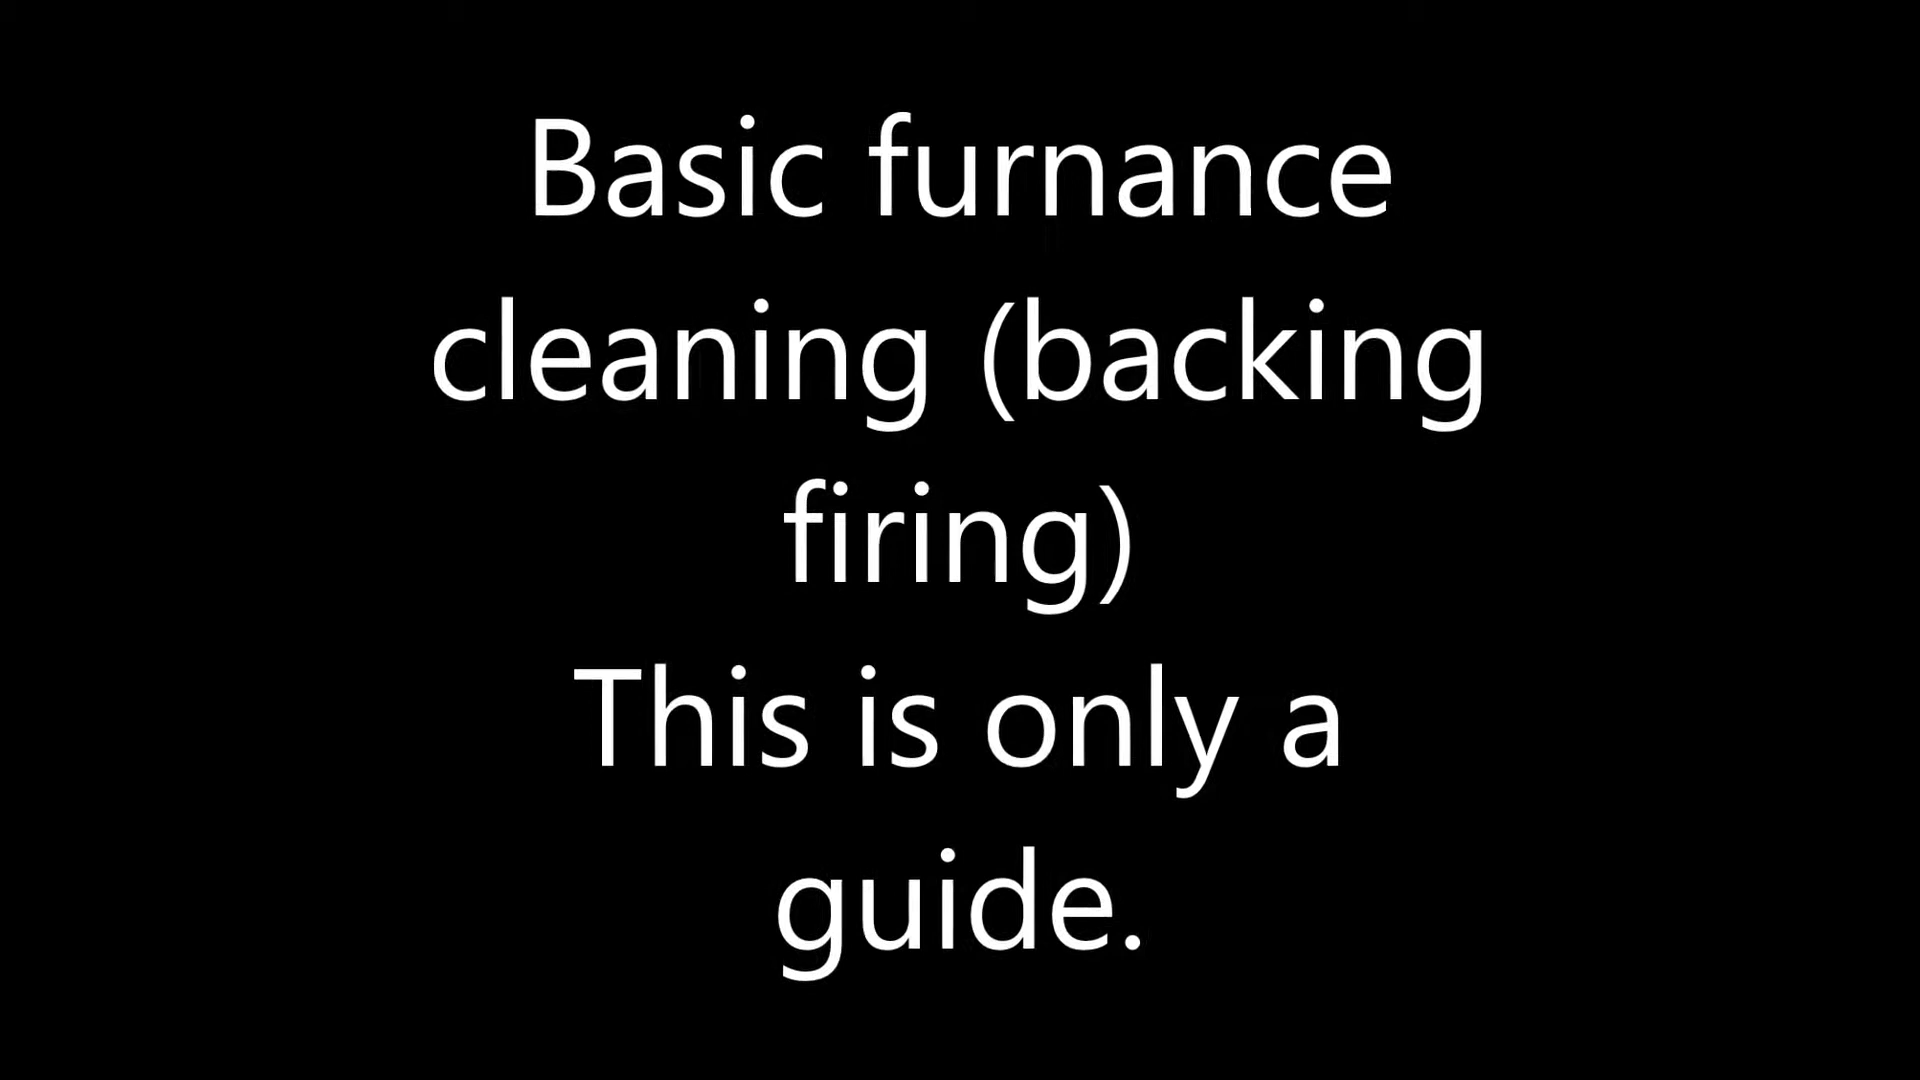 Basic furnance
cleaning (backing
firing)
This is only a
guide.